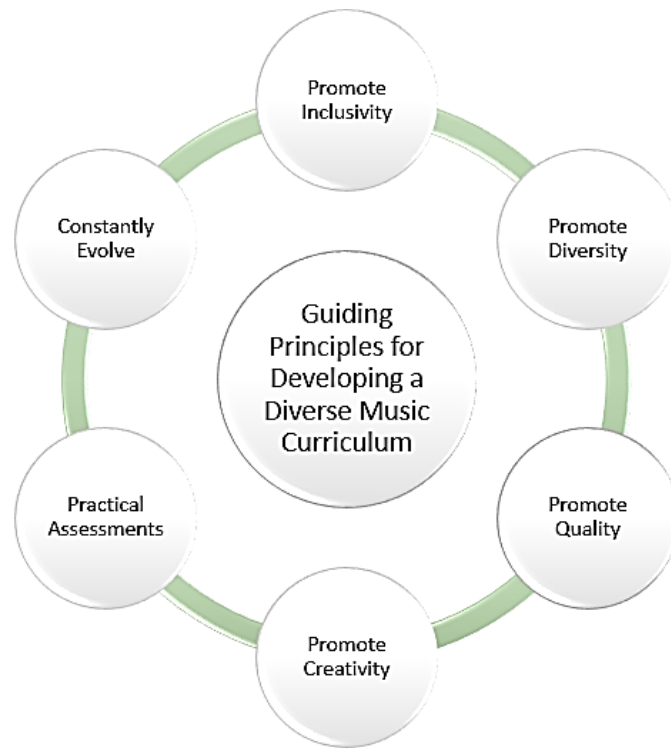 Promote
Inclusivity
Promote
Diversity
Promote
Quality
Promote
Creativity
Practical
Assessments
Constantly
Evolve
Guiding
Principles for
Developing a
Diverse Music
Curriculum